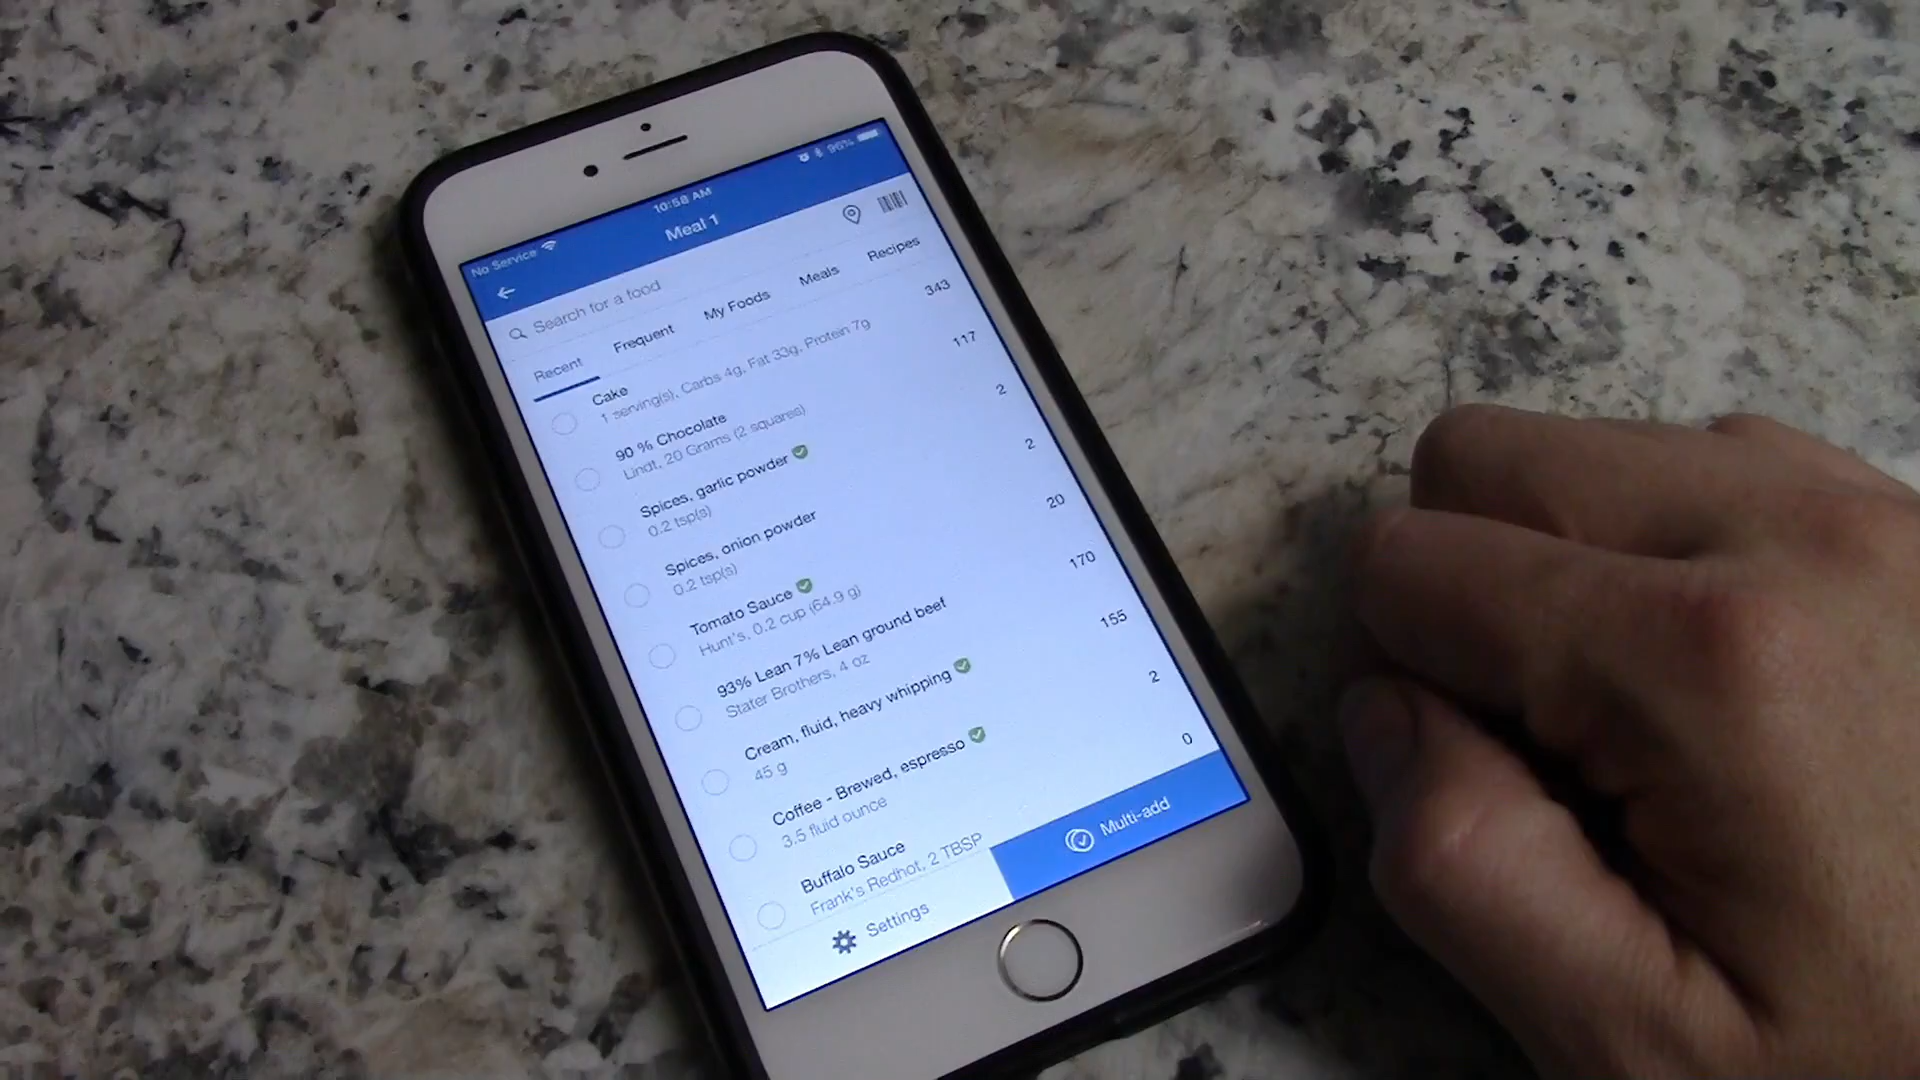 No Service 10:58 AM 96%
Meal 1
Search for a food
Recent Frequent My Foods Meals Recipes
Cake 343
1 serving(s), Carbs 4g, Fat 33g, Protein 7g
90 % Chocolate 117
Lindt, 20 Grams (2 squares)
Spices, garlic powder 2
0.2 tsp(s)
Spices, onion powder 2
0.2 tsp(s)
Tomato Sauce 20
Hunt's, 0.2 cup (64.9 g)
93% Lean 7% Lean ground beef 170
Stater Brothers, 4 oz
Cream, fluid, heavy whipping 155
45 g
Coffee - Brewed, espresso 2
3.5 fluid ounce
Buffalo Sauce 0
Frank's Redhot, 2 TBSP
Settings Multi-add